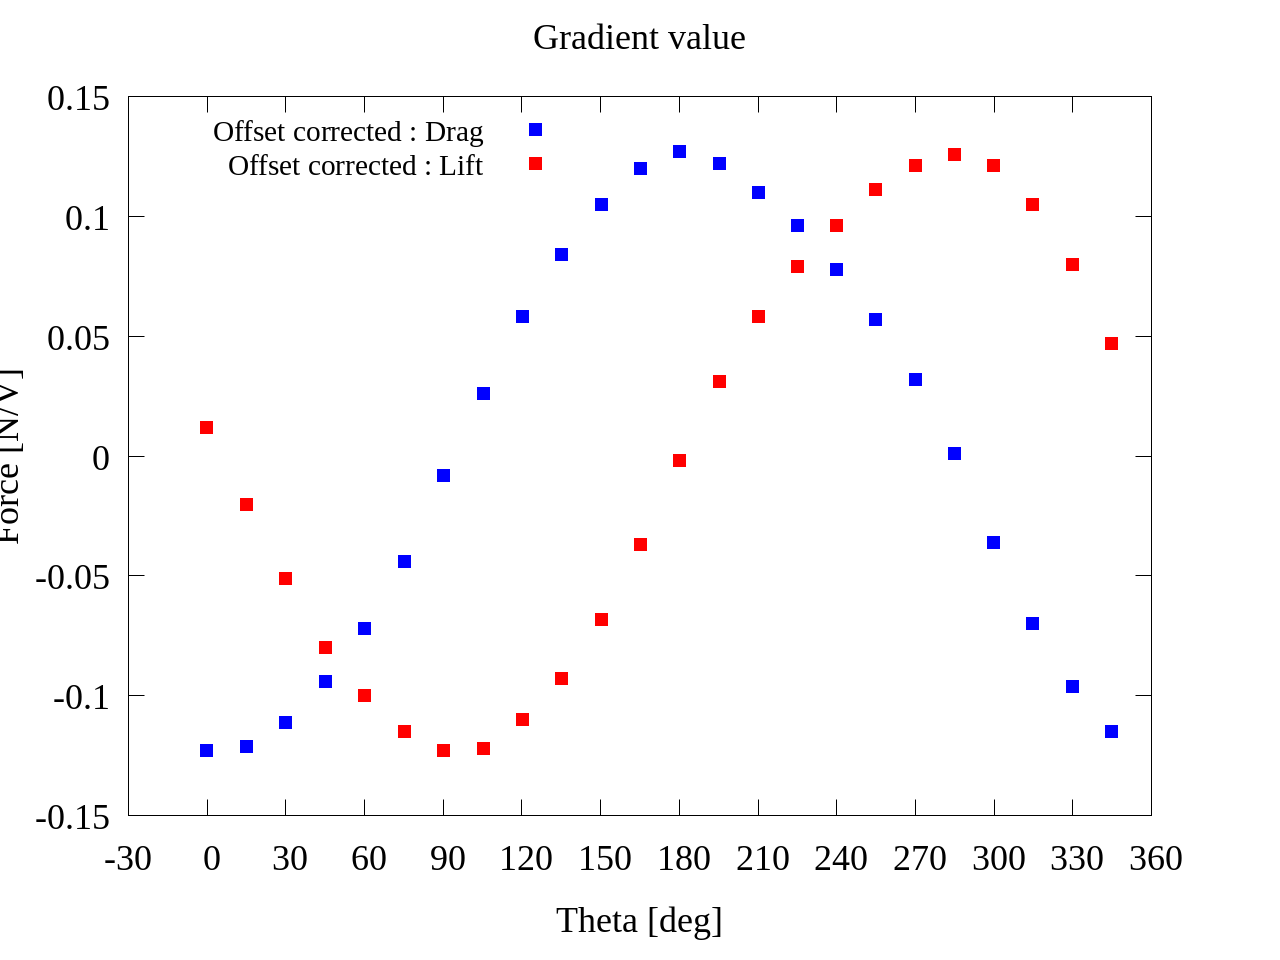 Gradient value
0.15
Offset corrected : Drag
Offset corrected : Lift
0.1
0.05
0
-0.05
-0.1
-0.15
Force [N/V]
-30 0 30 60 90 120 150 180 210 240 270 300 330 360
Theta [deg]